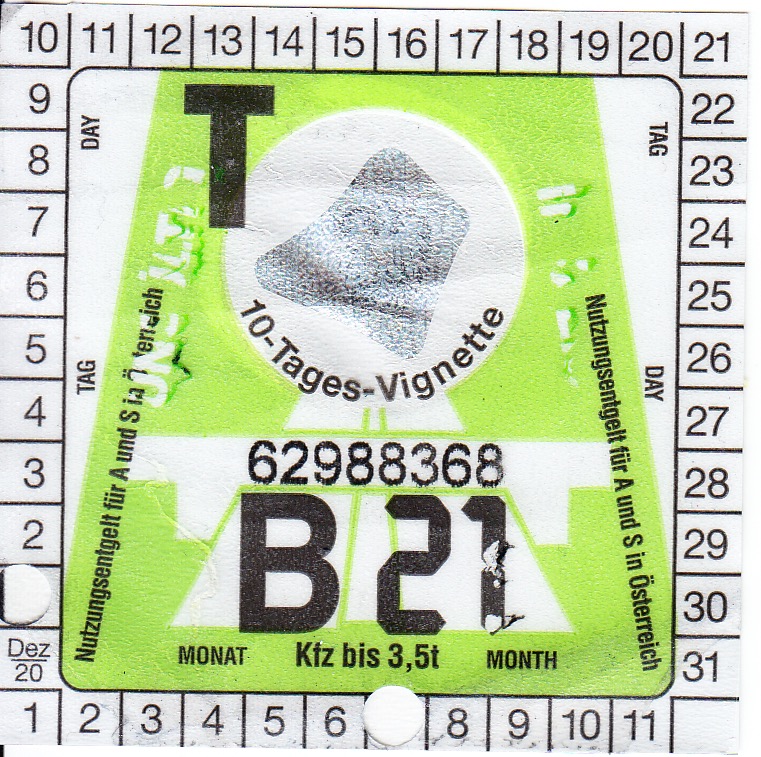 10 11 12 13 14 15 16 17 18 19 20 21
9
8
7
6
5
4
3
2
Dez
20
22
23
24
25
26
27
28
29
30
31
1 2 3 4 5 6 8 9 10 11
DAY
TAG
TAG
DAY
T
10-Tages-Vignette
Nutzungsentgelt für A und S in Österreich
Nutzungsentgelt für A und S in Österreich
62988368
B 21
MONAT Kfz bis 3,5t MONTH